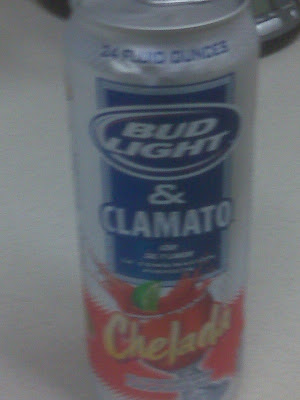 24 FLUID OUNCES
BUD
LIGHT
&
CLAMATO
Chelada